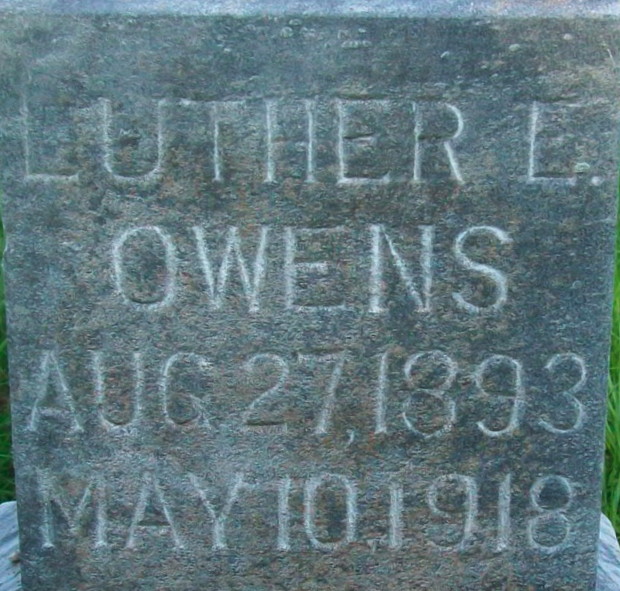 LUTHER E.
OWENS
AUG. 27, 1893
MAY 10, 1918